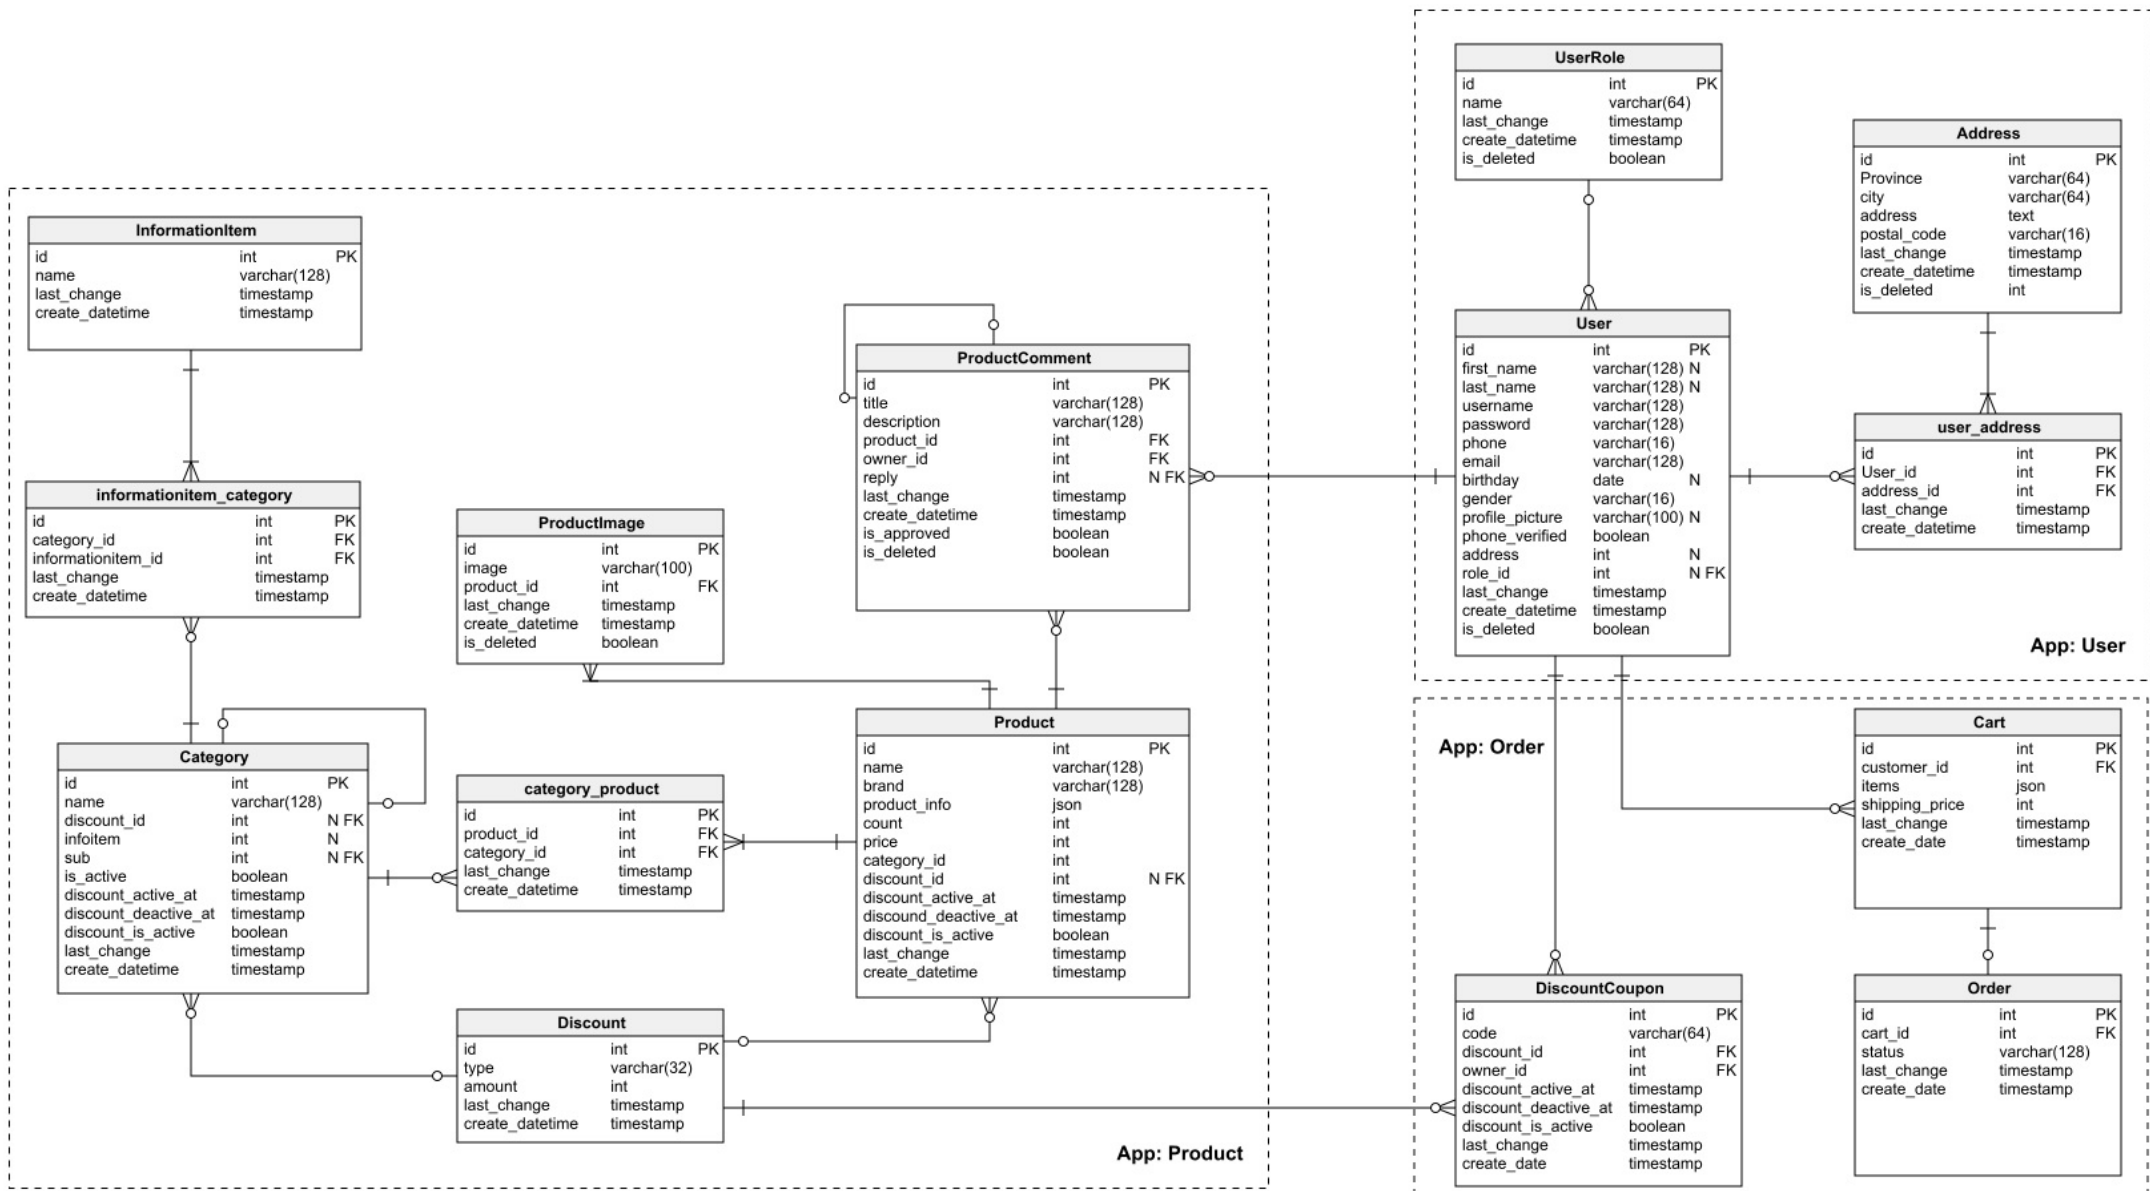 UserRole
id int PK
name varchar(64)
last_change timestamp
create_datetime timestamp
is_deleted boolean
Address
id int PK
Province varchar(64)
city varchar(64)
address text
postal_code varchar(16)
last_change timestamp
create_datetime timestamp
is_deleted int
InformationItem
id int PK
name varchar(128)
last_change timestamp
create_datetime timestamp
ProductComment
id int PK
title varchar(128)
description varchar(128)
product_id int FK
owner_id int FK
reply int N FK
last_change timestamp
create_datetime timestamp
is_approved boolean
is_deleted boolean
User
id int PK
first_name varchar(128) N
last_name varchar(128) N
username varchar(128)
password varchar(128)
phone varchar(16)
email varchar(128)
birthday date N
gender varchar(16)
profile_picture varchar(100) N
phone_verified boolean
address int N
role_id int N FK
last_change timestamp
create_datetime timestamp
is_deleted boolean
user_address
id int PK
User_id int FK
address_id int FK
last_change timestamp
create_datetime timestamp
App: User
informationitem_category
id int PK
category_id int FK
informationitem_id int FK
last_change timestamp
create_datetime timestamp
ProductImage
id int PK
image varchar(100)
product_id int FK
last_change timestamp
create_datetime timestamp
is_deleted boolean
Category
id int PK
name varchar(128)
discount_id int N FK
infoitem int N
sub int N FK
is_active boolean
discount_active_at timestamp
discount_deactive_at timestamp
discount_is_active boolean
last_change timestamp
create_datetime timestamp
category_product
id int PK
product_id int FK
category_id int FK
last_change timestamp
create_datetime timestamp
Product
id int PK
name varchar(128)
brand varchar(128)
product_info json
count int
price int
category_id int
discount_id int N FK
discount_active_at timestamp
discound_deactive_at timestamp
discount_is_active boolean
last_change timestamp
create_datetime timestamp
Discount
id int PK
type varchar(32)
amount int
last_change timestamp
create_datetime timestamp
App: Product
App: Order
Cart
id int PK
customer_id int FK
items json
shipping_price int
last_change timestamp
create_date timestamp
DiscountCoupon
id int PK
code varchar(64)
discount_id int FK
owner_id int FK
discount_active_at timestamp
discount_deactive_at timestamp
discount_is_active boolean
last_change timestamp
create_date timestamp
Order
id int PK
cart_id int FK
status varchar(128)
last_change timestamp
create_date timestamp